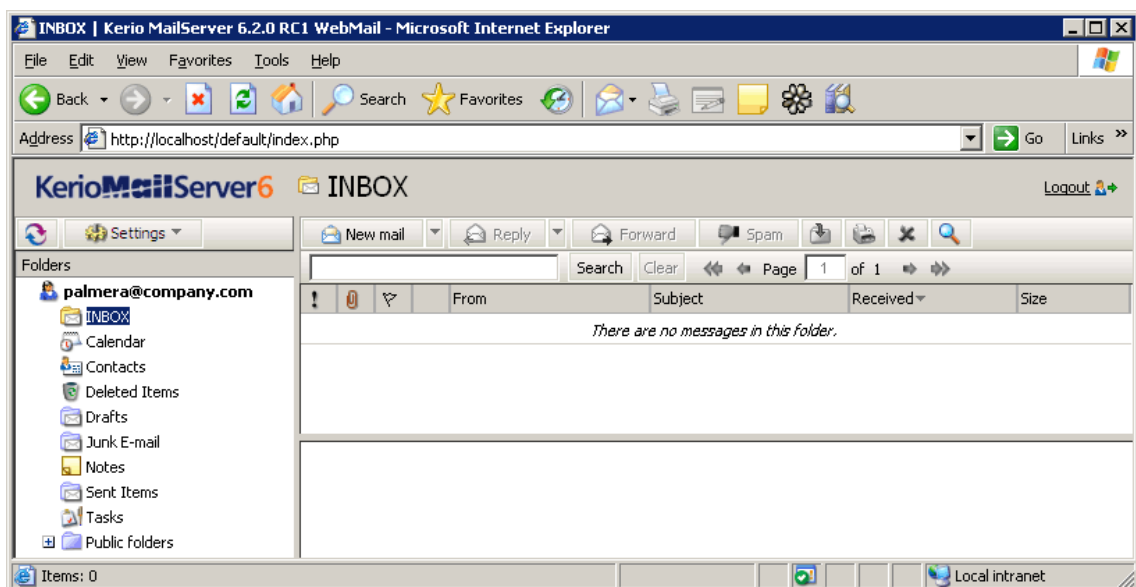 INBOX | Kerio MailServer 6.2.0 RC1 WebMail - Microsoft Internet Explorer
File Edit View Favorites Tools Help
Back Search Favorites
Address http://localhost/default/index.php Go Links »
KerioMailServer6 INBOX Logout
Settings New mail Reply Forward Spam
Folders Search Clear Page 1 of 1
palmera@company.com ! From Subject Received Size
INBOX There are no messages in this folder.
Calendar
Contacts
Deleted Items
Drafts
Junk E-mail
Notes
Sent Items
Tasks
Public folders
Items: 0 Local intranet